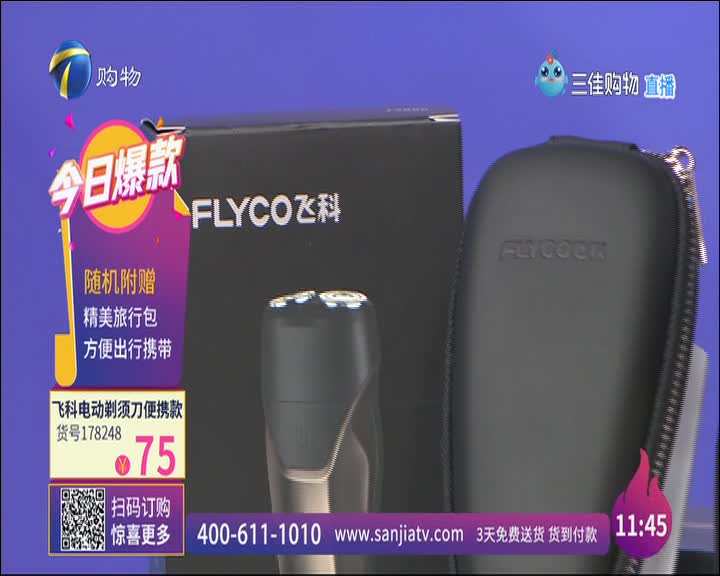 购物
三佳购物 直播
今日爆款
FLYCO飞科
FLYCO飞科
随机附赠
精美旅行包
方便出行携带
飞科电动剃须刀便携款
货号178248
¥75
扫码订购
惊喜更多
400-611-1010 www.sanjiatv.com 3天免费送货 货到付款
11:45